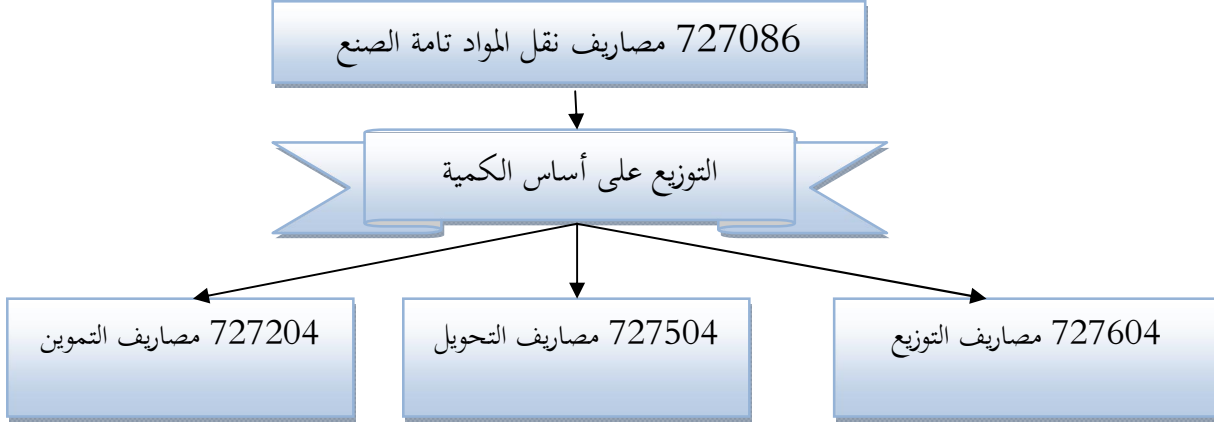 727086 مصاريف نقل المواد تامة الصنع
التوزيع على أساس الكمية
727604 مصاريف التوزيع
727504 مصاريف التحويل
727204 مصاريف التموين